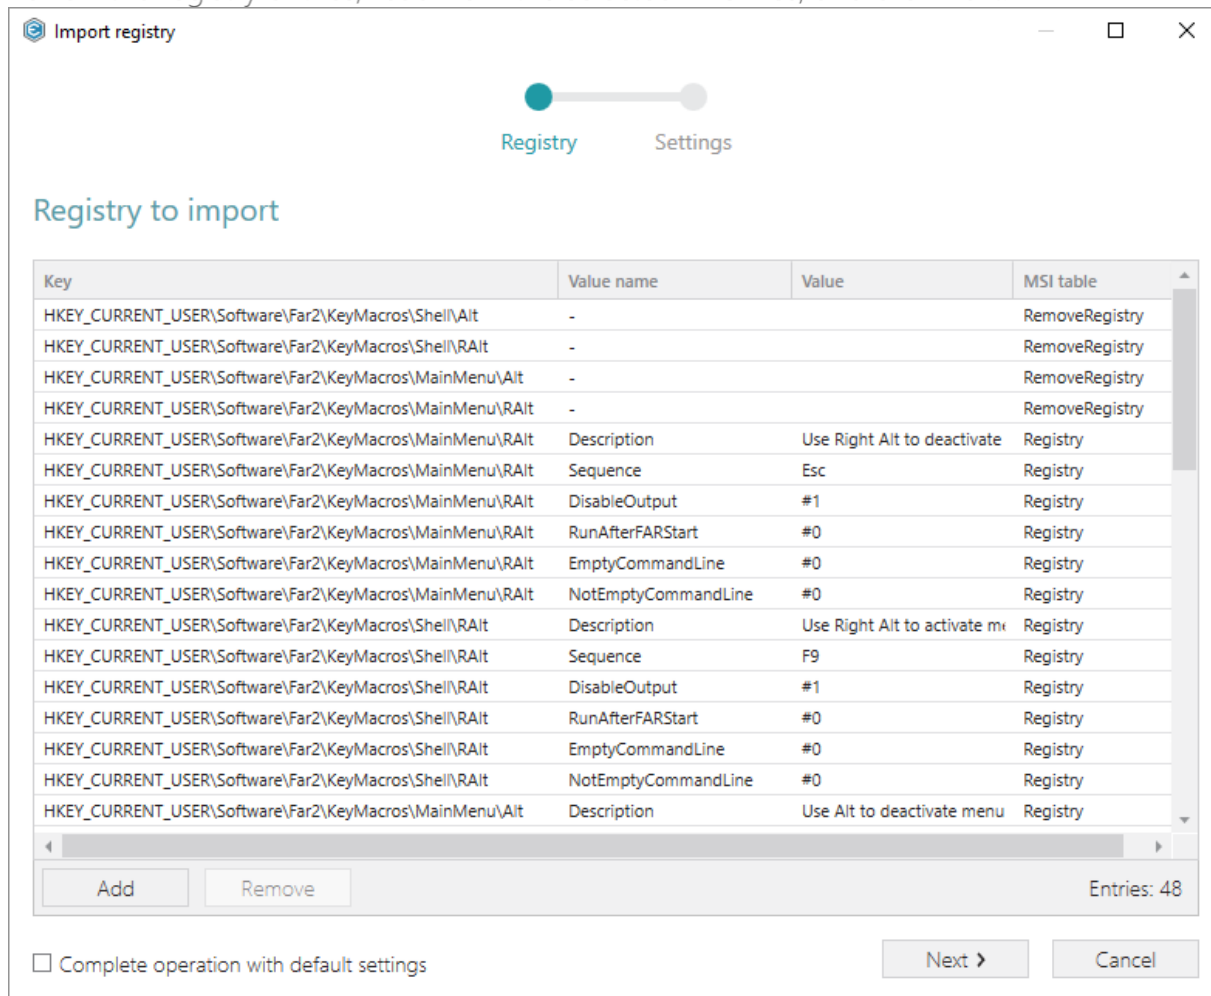 Import registry
Registry Settings
Registry to import
Key Value name Value MSI table
HKEY_CURRENT_USER\Software\Far2\KeyMacros\Shell\Alt - RemoveRegistry
HKEY_CURRENT_USER\Software\Far2\KeyMacros\Shell\RAlt - RemoveRegistry
HKEY_CURRENT_USER\Software\Far2\KeyMacros\MainMenu\Alt - RemoveRegistry
HKEY_CURRENT_USER\Software\Far2\KeyMacros\MainMenu\RAlt - RemoveRegistry
HKEY_CURRENT_USER\Software\Far2\KeyMacros\MainMenu\RAlt Description Use Right Alt to deactivate Registry
HKEY_CURRENT_USER\Software\Far2\KeyMacros\MainMenu\RAlt Sequence Esc Registry
HKEY_CURRENT_USER\Software\Far2\KeyMacros\MainMenu\RAlt DisableOutput #1 Registry
HKEY_CURRENT_USER\Software\Far2\KeyMacros\MainMenu\RAlt RunAfterFARStart #0 Registry
HKEY_CURRENT_USER\Software\Far2\KeyMacros\MainMenu\RAlt EmptyCommandLine #0 Registry
HKEY_CURRENT_USER\Software\Far2\KeyMacros\MainMenu\RAlt NotEmptyCommandLine #0 Registry
HKEY_CURRENT_USER\Software\Far2\KeyMacros\Shell\RAlt Description Use Right Alt to activate Registry
HKEY_CURRENT_USER\Software\Far2\KeyMacros\Shell\RAlt Sequence F9 Registry
HKEY_CURRENT_USER\Software\Far2\KeyMacros\Shell\RAlt DisableOutput #1 Registry
HKEY_CURRENT_USER\Software\Far2\KeyMacros\Shell\RAlt RunAfterFARStart #0 Registry
HKEY_CURRENT_USER\Software\Far2\KeyMacros\Shell\RAlt EmptyCommandLine #0 Registry
HKEY_CURRENT_USER\Software\Far2\KeyMacros\Shell\RAlt NotEmptyCommandLine #0 Registry
HKEY_CURRENT_USER\Software\Far2\KeyMacros\MainMenu\Alt Description Use Alt to deactivate menu Registry
Add Remove Entries: 48
Complete operation with default settings Next Cancel